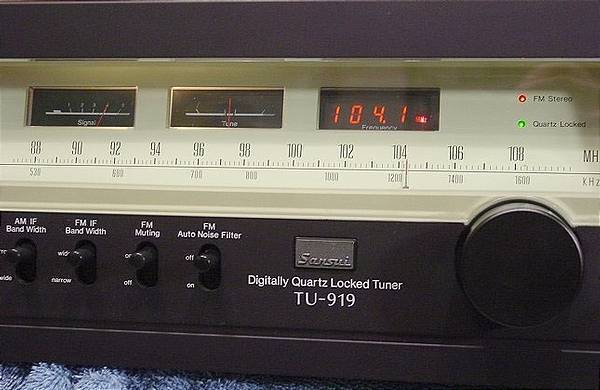 Signal
Tune
104.1 MHz
Frequency
FM Stereo
Quartz Locked
88 90 92 94 96 98 100 102 104 106 108 MH
530 600 700 800 1000 1200 1400 1600 KHz
AM IF
Band Width
wide
FM IF
Band Width
wide
narrow
FM
Muting
on
off
FM
Auto Noise Filter
off
on
Sansui
Digitally Quartz Locked Tuner
TU-919